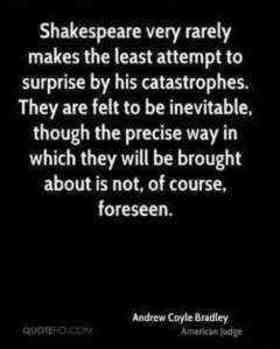 Shakespeare very rarely
makes the least attempt to
surprise by his catastrophes.
They are felt to be inevitable,
though the precise way in
which they will be brought
about is not, of course,
foreseen.
Andrew Coyle Bradley
American Judge
QUOTEHD.COM